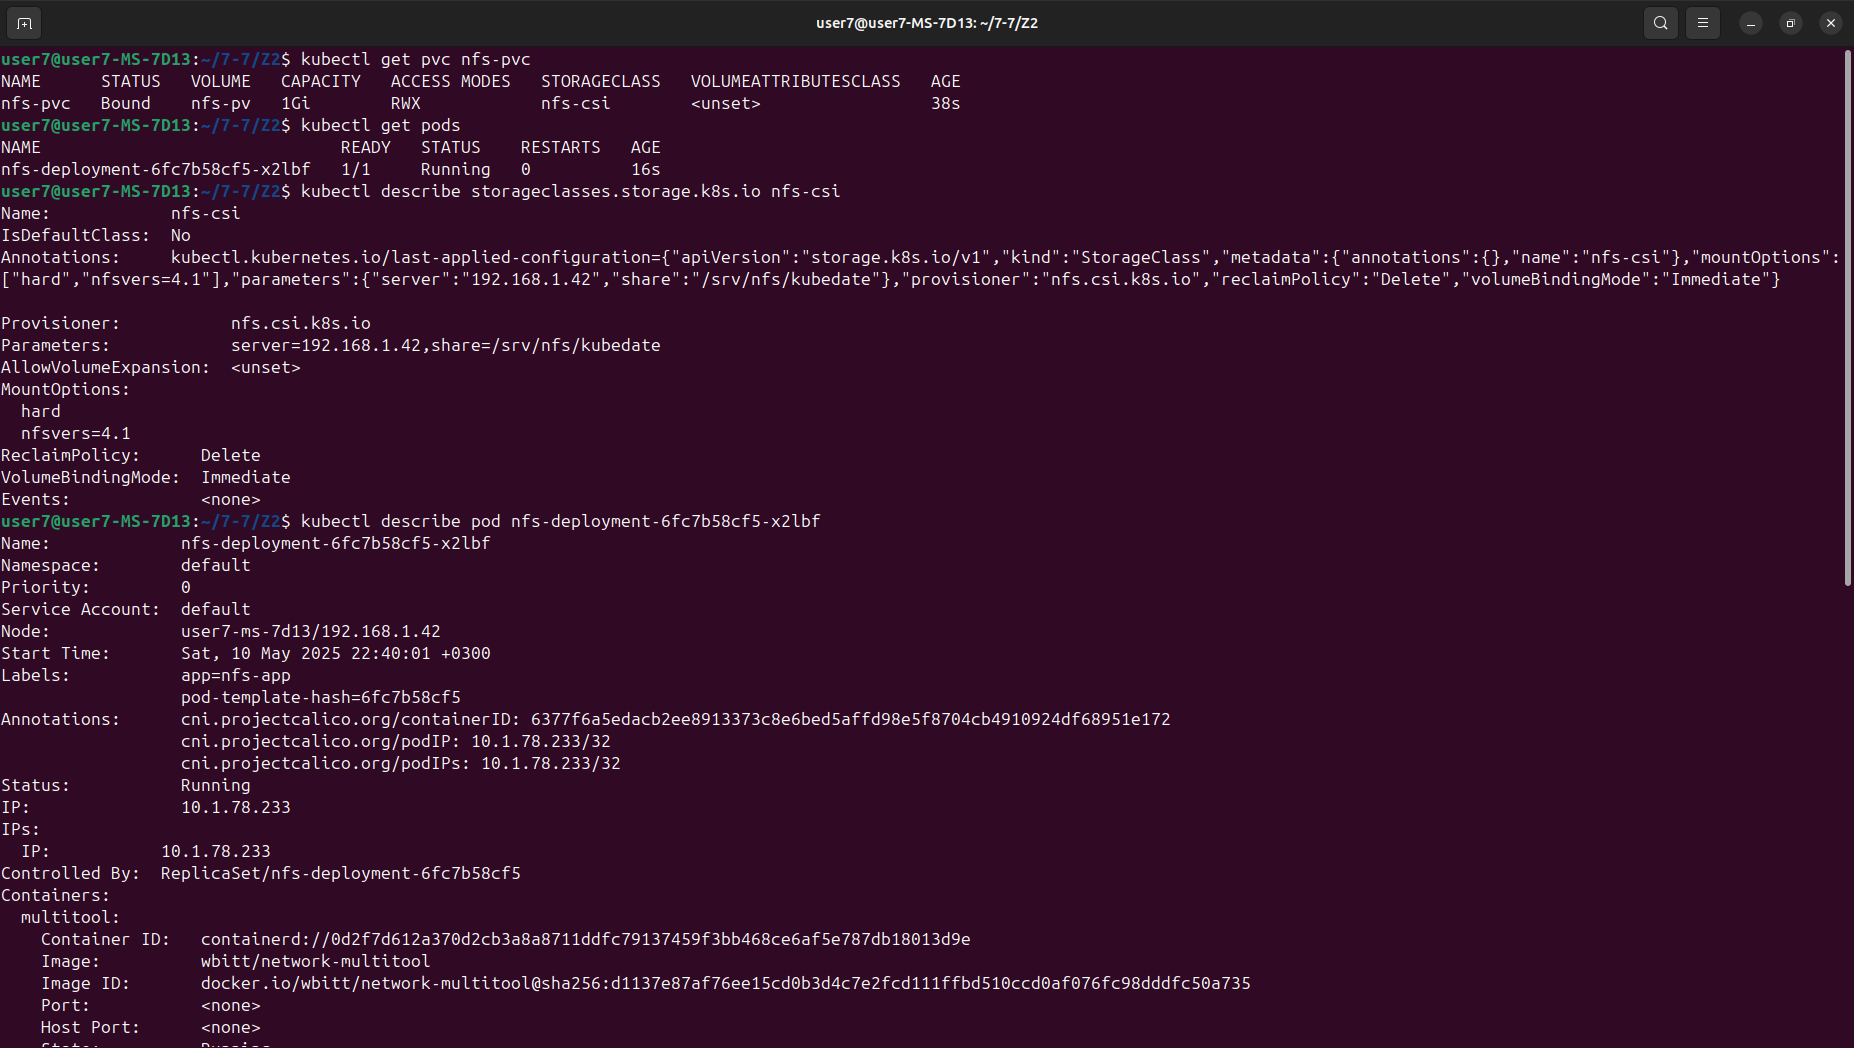 user7@user7-MS-7D13: ~/7-7/Z2
user7@user7-MS-7D13:~/7-7/Z2$ kubectl get pvc nfs-pvc
NAME      STATUS   VOLUME   CAPACITY   ACCESS MODES   STORAGECLASS   VOLUMEATTRIBUTESCLASS   AGE
nfs-pvc   Bound    nfs-pv   1Gi        RWX            nfs-csi        <unset>                 38s
user7@user7-MS-7D13:~/7-7/Z2$ kubectl get pods
NAME                              READY   STATUS    RESTARTS   AGE
nfs-deployment-6fc7b58cf5-x2lbf   1/1     Running   0          16s
user7@user7-MS-7D13:~/7-7/Z2$ kubectl describe storageclasses.storage.k8s.io nfs-csi
Name:            nfs-csi
IsDefaultClass:  No
Annotations:     kubectl.kubernetes.io/last-applied-configuration={"apiVersion":"storage.k8s.io/v1","kind":"StorageClass","metadata":{"annotations":{},"name":"nfs-csi"},"mountOptions":
["hard","nfsvers=4.1"],"parameters":{"server":"192.168.1.42","share":"/srv/nfs/kubedate"},"provisioner":"nfs.csi.k8s.io","reclaimPolicy":"Delete","volumeBindingMode":"Immediate"}
Provisioner:           nfs.csi.k8s.io
Parameters:            server=192.168.1.42,share=/srv/nfs/kubedate
AllowVolumeExpansion:  <unset>
MountOptions:
  hard
  nfsvers=4.1
ReclaimPolicy:      Delete
VolumeBindingMode:  Immediate
Events:             <none>
user7@user7-MS-7D13:~/7-7/Z2$ kubectl describe pod nfs-deployment-6fc7b58cf5-x2lbf
Name:             nfs-deployment-6fc7b58cf5-x2lbf
Namespace:        default
Priority:         0
Service Account:  default
Node:             user7-ms-7d13/192.168.1.42
Start Time:       Sat, 10 May 2025 22:40:01 +0300
Labels:           app=nfs-app
                  pod-template-hash=6fc7b58cf5
Annotations:      cni.projectcalico.org/containerID: 6377f6a5edacb2ee8913373c8e6bed5affd98e5f8704cb4910924df68951e172
                  cni.projectcalico.org/podIP: 10.1.78.233/32
                  cni.projectcalico.org/podIPs: 10.1.78.233/32
Status:           Running
IP:               10.1.78.233
IPs:
  IP:           10.1.78.233
Controlled By:  ReplicaSet/nfs-deployment-6fc7b58cf5
Containers:
  multitool:
    Container ID:   containerd://0d2f7d612a370d2cb3a8a8711ddfc79137459f3bb468ce6af5e787db18013d9e
    Image:          wbitt/network-multitool
    Image ID:       docker.io/wbitt/network-multitool@sha256:d1137e87af76ee15cd0b3d4c7e2fcd111ffbd510ccd0af076fc98dddfc50a735
    Port:           <none>
    Host Port:      <none>